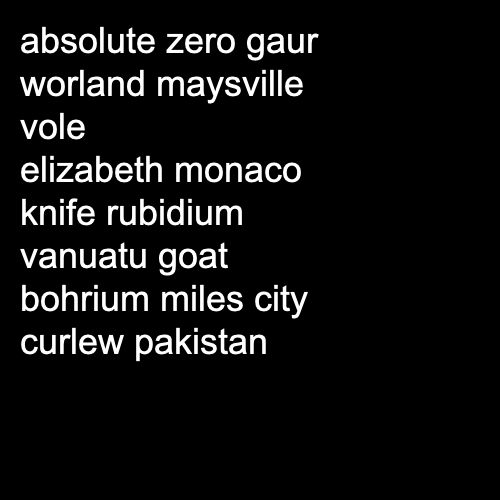 absolute zero gaur
worland maysville
vole
elizabeth monaco
knife rubidium
vanuatu goat
bohrium miles city
curlew pakistan